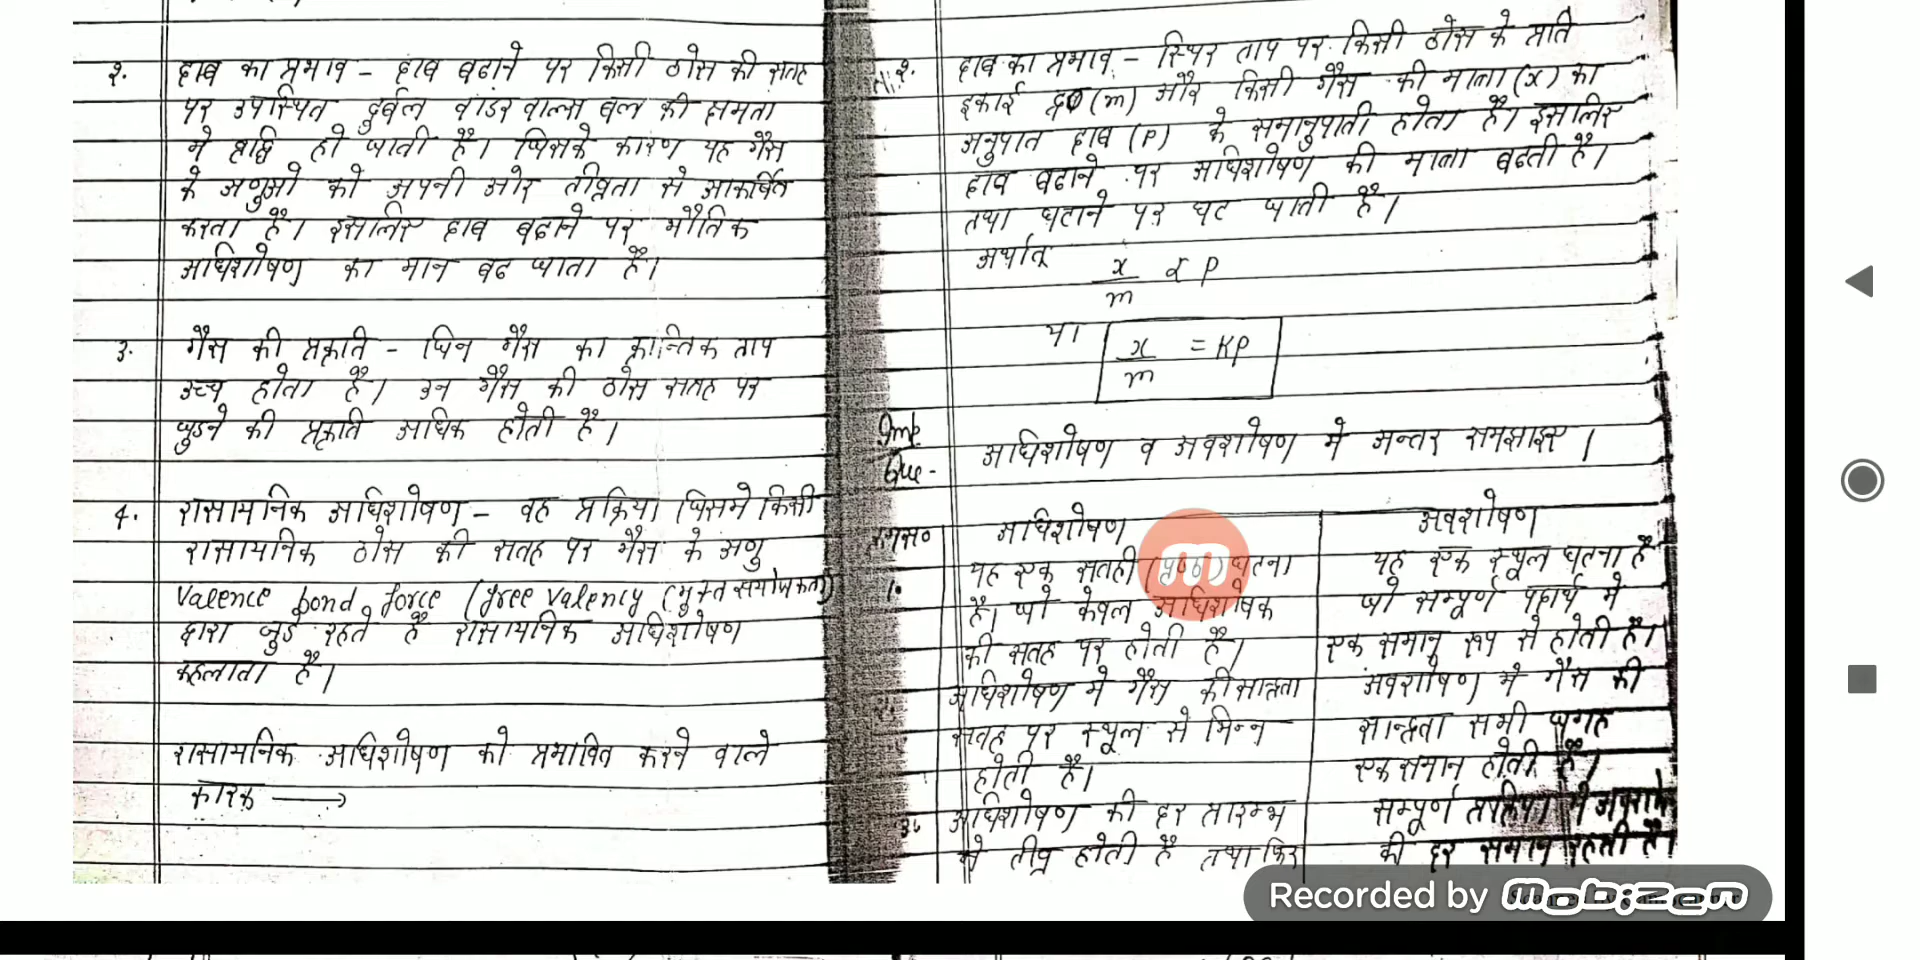 २. दाब का प्रभाव - दाब बढाने पर किसी ठोस की सतह
पर उपस्थित दुर्बल वांडर वाल्स बल की क्षमता
मे वृद्धि हो जाती है। जिसके कारण यह गैस
के अणुओ को अपनी ओर तीव्रता से आकर्षित
करता है। इसलिए दाब बढाने पर भौतिक
अधिशोषण का मान बढ जाता है।
3. गैस की प्रकृति - जिन गैस का क्रान्तिक ताप
उच्च होता है। उन गैस की ठोस सतह पर
जुडने की प्रकृति अधिक होती है।
4. रासायनिक अधिशोषण - वह प्रक्रिया जिसमे किसी
रासायनिक ठोस की सतह पर गैस के अणु
Valence bond force (free valency (मुक्त संयोजकता)
द्वारा जुडे रहते है रासायनिक अधिशोषण
कहलाता है।
रासायनिक अधिशोषण को प्रभावित करने वाले
कारक ⟶
२. दाब का प्रभाव - स्थिर ताप पर किसी ठोस के प्रति
इकाई द्र० (m) और किसी गैस की मात्रा (x) का
अनुपात दाब (P) के समानुपाती होता है। इसलिए
दाब बढाने पर अधिशोषण की मात्रा बढती है।
तथा घटाने पर घट जाती है।
अर्थात्
x/m ∝ P
या x/m = KP
Imp
Que- अधिशोषण व अवशोषण मे अन्तर समझाइए।
क्र०स० अधिशोषण अवशोषण
1. यह एक सतही (पृष्ठ) घटना यह एक स्थूल घटना है
है। जो केवल अधिशोषक जो सम्पूर्ण पदार्थ मे
की सतह पर होती है। एक समान रूप से होती है।
2. अधिशोषण मे गैस की सान्द्रता अवशोषण मे गैस की
सतह पर स्थूल से भिन्न सान्द्रता सभी जगह
होती है। एक समान होती है।
3. अधिशोषण की दर प्रारम्भ सम्पूर्ण प्रक्रिया मे अवशोषण
मे तीव्र होती है तथा फिर की दर समान रहती है।
Recorded by mobizen